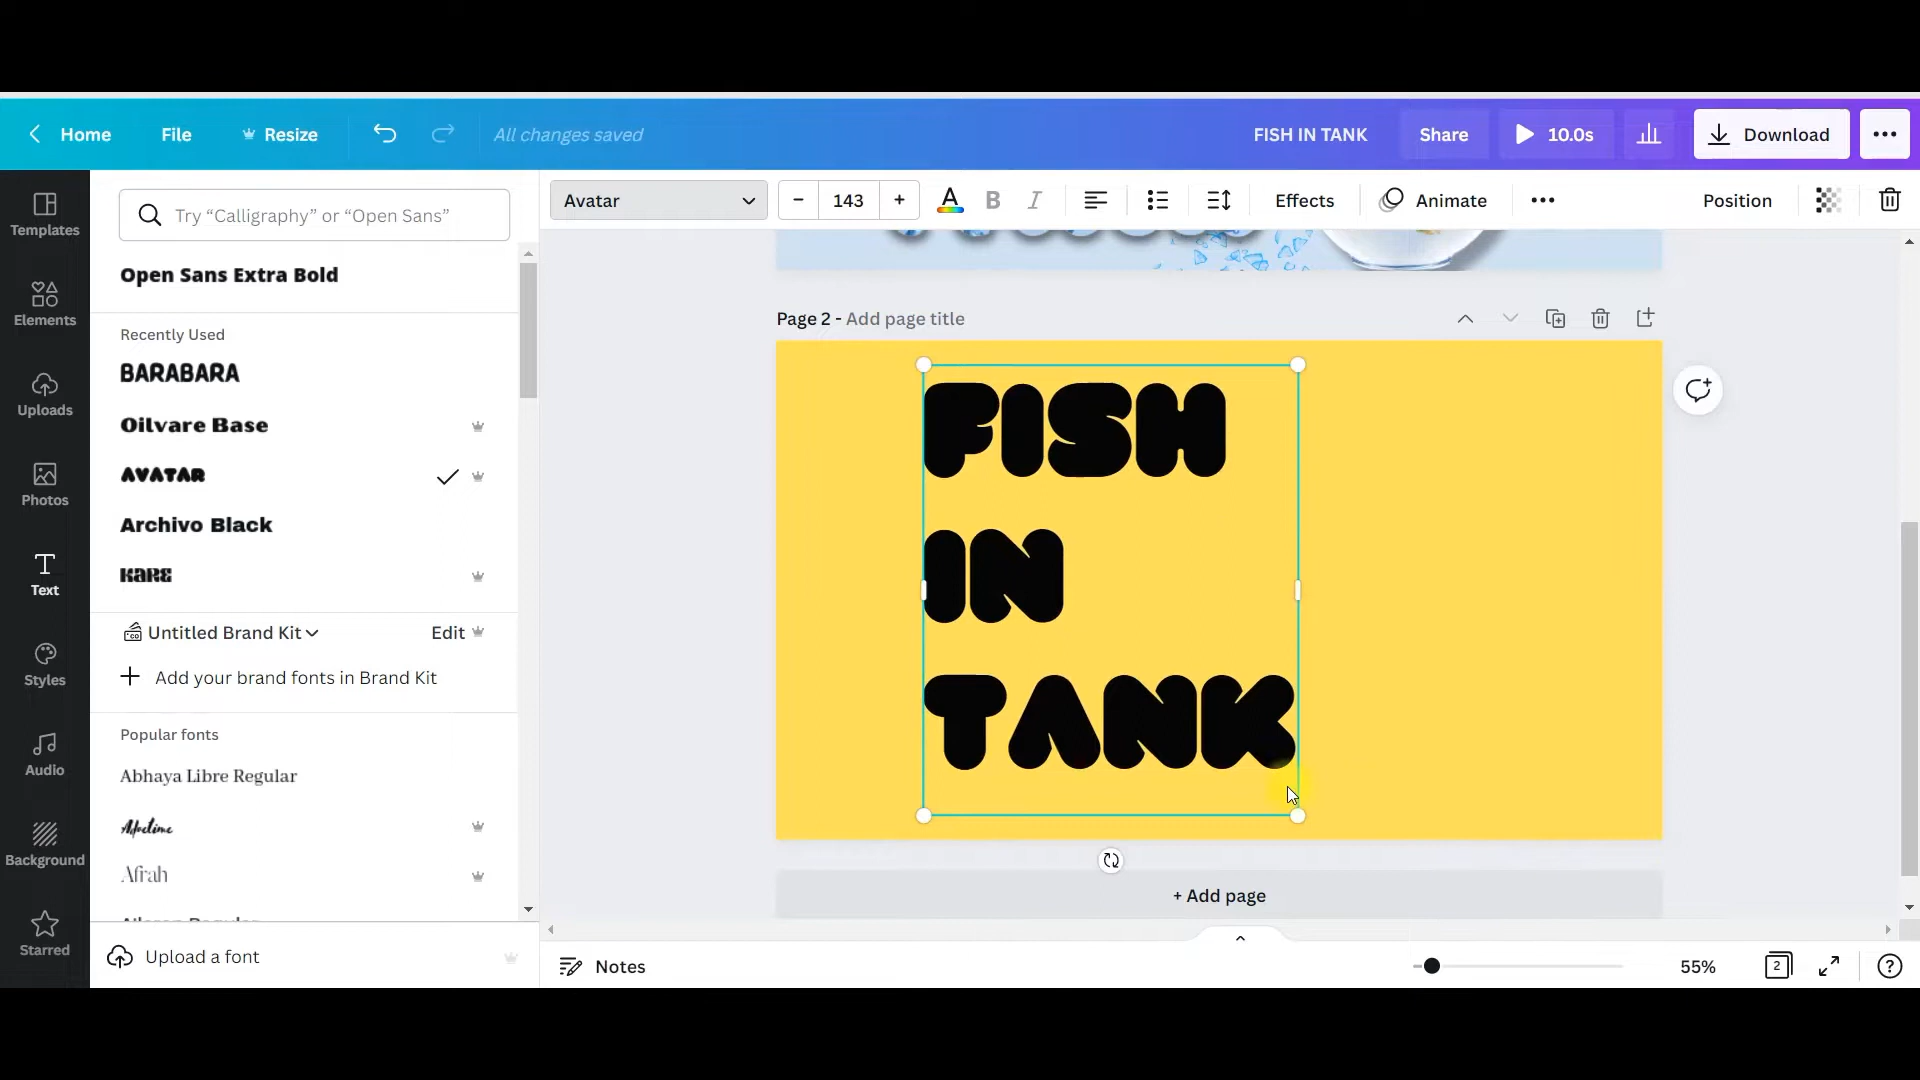 Home File Resize All changes saved FISH IN TANK Share 10.0s Download
Templates
Elements
Uploads
Photos
Text
Styles
Audio
Background
Starred
Try “Calligraphy” or “Open Sans”
Open Sans Extra Bold
Recently Used
BARABARA
Oilvare Base
AVATAR
Archivo Black
KARE
Untitled Brand Kit Edit
Add your brand fonts in Brand Kit
Popular fonts
Abhaya Libre Regular
Afrah
Upload a font
Avatar – 143 + A B I Effects Animate Position
Page 2 - Add page title
FISH
IN
TANK
+ Add page
Notes 55% 2 ?